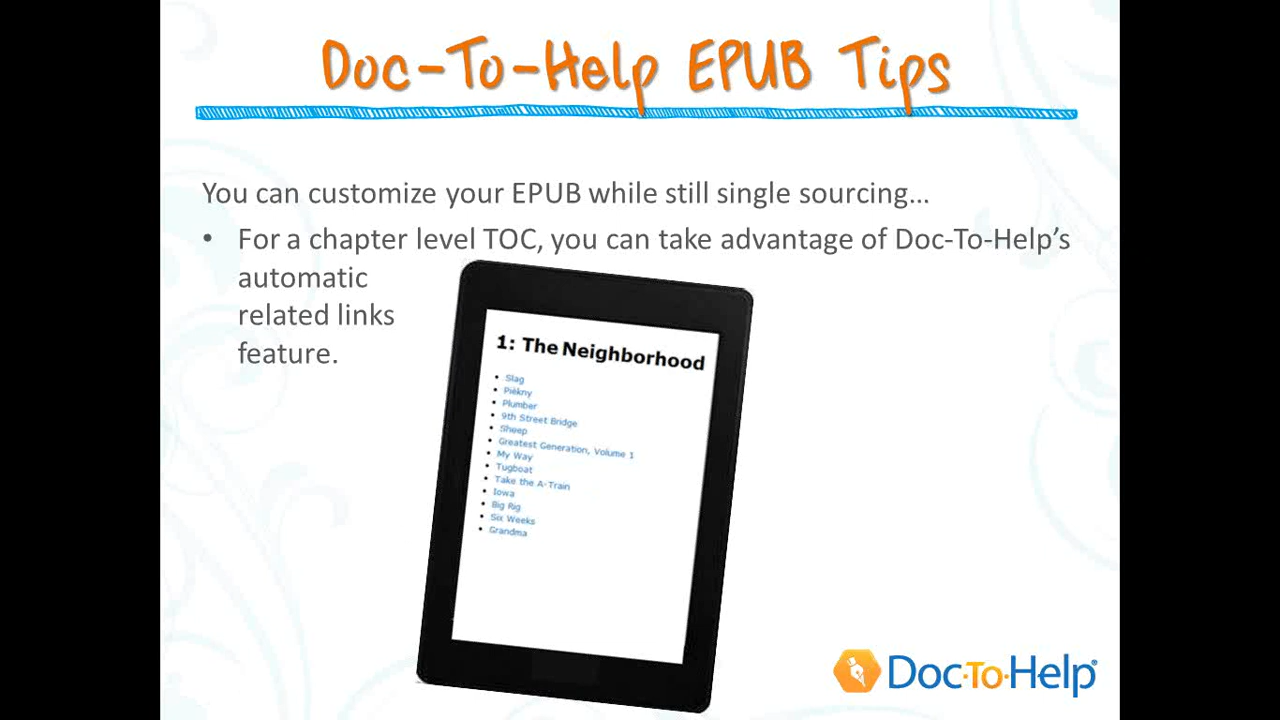 Doc-To-Help EPUB Tips
You can customize your EPUB while still single sourcing…
• For a chapter level TOC, you can take advantage of Doc-To-Help’s
automatic
related links
feature.
1: The Neighborhood
• Slag
• Piękny
• Plumber
• 9th Street Bridge
• Sheep
• Greatest Generation, Volume 1
• My Way
• Tugboat
• Take the A-Train
• Iowa
• Big Rig
• Six Weeks
• Grandma
Doc·To·Help®